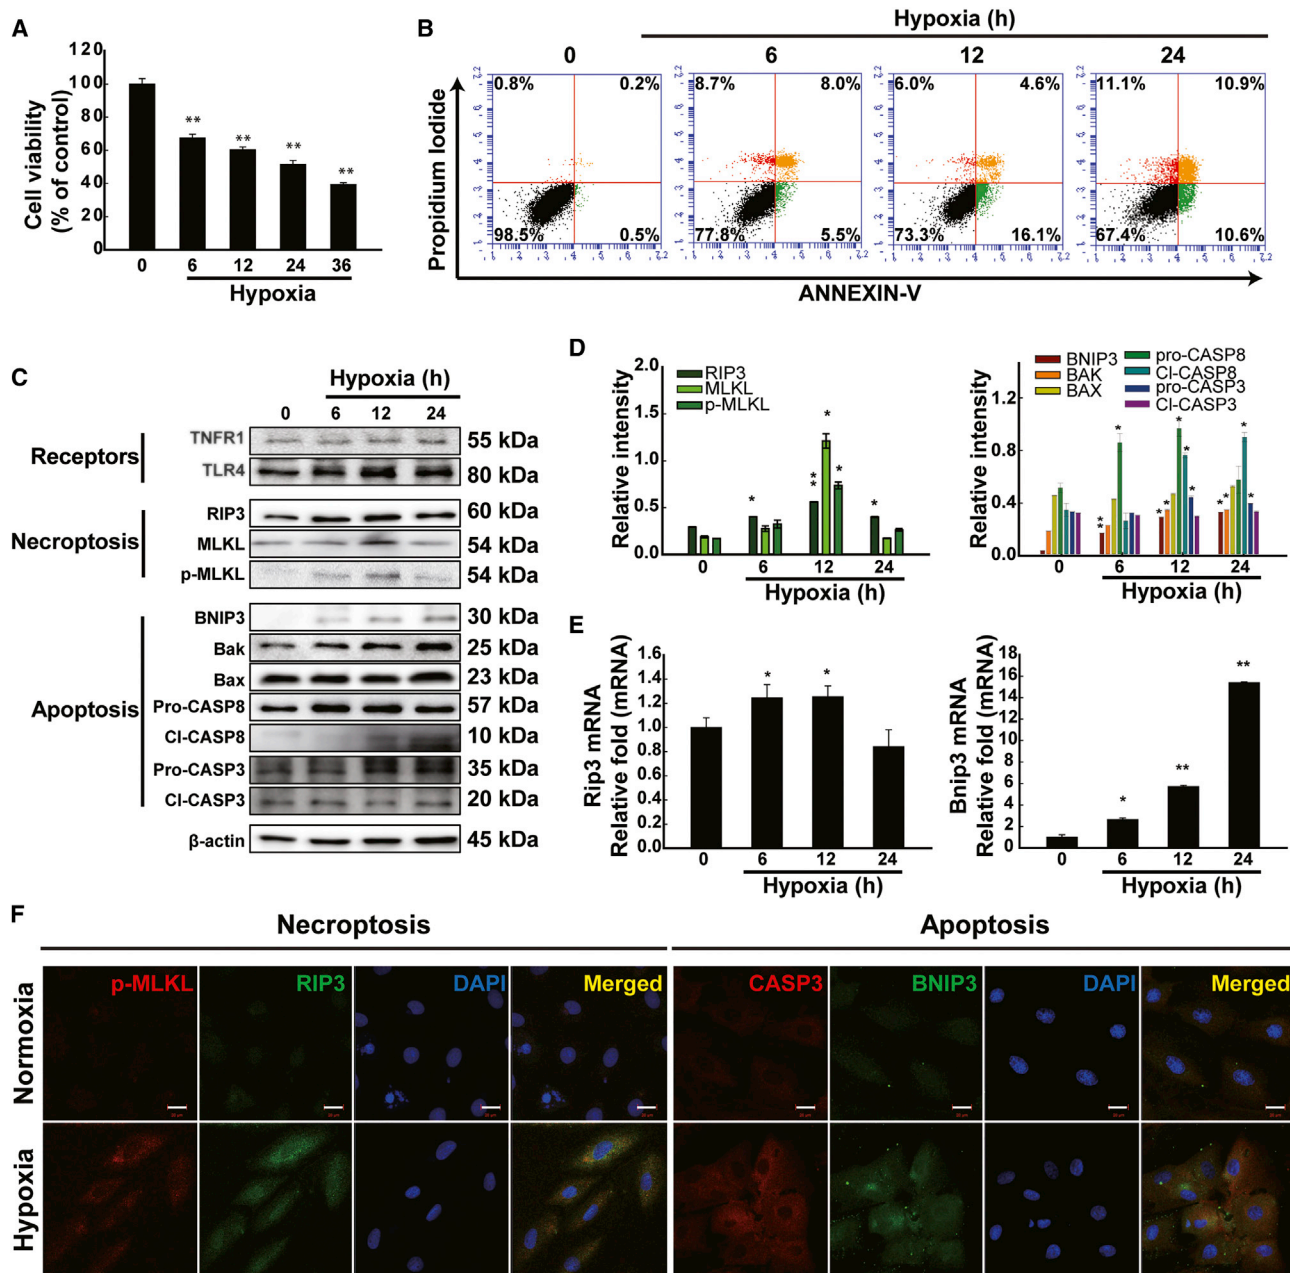 A
Cell viability
(% of control)
120
100
80
60
40
20
0
**
**
**
**
0 6 12 24 36
Hypoxia
B
Hypoxia (h)
0 6 12 24
Propidium Iodide
0.8% 0.2%
98.5% 0.5%
8.7% 8.0%
77.8% 5.5%
6.0% 4.6%
73.3% 16.1%
11.1% 10.9%
67.4% 10.6%
ANNEXIN-V
C
Hypoxia (h)
0 6 12 24
Receptors
TNFR1 55 kDa
TLR4 80 kDa
Necroptosis
RIP3 60 kDa
MLKL 54 kDa
p-MLKL 54 kDa
Apoptosis
BNIP3 30 kDa
Bak 25 kDa
Bax 23 kDa
Pro-CASP8 57 kDa
Cl-CASP8 10 kDa
Pro-CASP3 35 kDa
Cl-CASP3 20 kDa
β-actin 45 kDa
D
Relative intensity
2.0
1.5
1.0
0.5
0.0
RIP3
MLKL
p-MLKL
*
**
*
*
*
0 6 12 24
Hypoxia (h)
Relative intensity
1.2
0.8
0.4
0.0
BNIP3
BAK
BAX
pro-CASP8
Cl-CASP8
pro-CASP3
Cl-CASP3
**
*
*
*
*
*
*
*
*
*
*
0 6 12 24
Hypoxia (h)
E
Rip3 mRNA
Relative fold (mRNA)
1.6
1.4
1.2
1.0
0.8
0.6
0.4
0.2
0.0
*
*
0 6 12 24
Hypoxia (h)
Bnip3 mRNA
Relative fold (mRNA)
18
16
14
12
10
8
6
4
2
0
*
**
**
0 6 12 24
Hypoxia (h)
F
Necroptosis Apoptosis
Normoxia
p-MLKL RIP3 DAPI Merged CASP3 BNIP3 DAPI Merged
Hypoxia